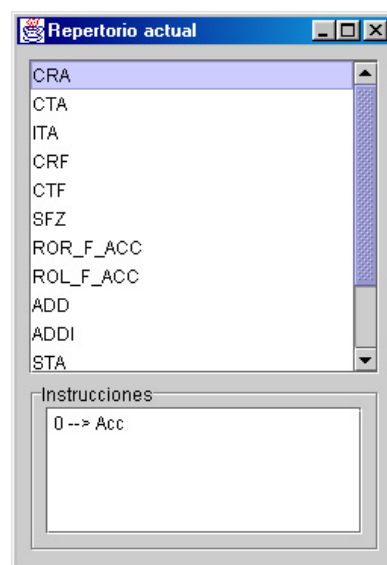 Repertorio actual
CRA
CTA
ITA
CRF
CTF
SFZ
ROR_F_ACC
ROL_F_ACC
ADD
ADDI
STA
Instrucciones
0 --> Acc